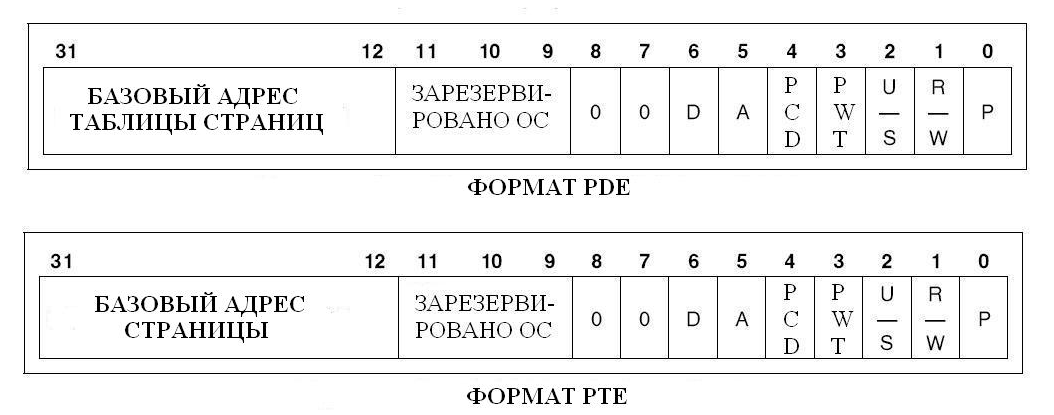 31 12 11 10 9 8 7 6 5 4 3 2 1 0
БАЗОВЫЙ АДРЕС
ТАБЛИЦЫ СТРАНИЦ
ЗАРЕЗЕРВИ-
РОВАНО ОС
0 0 D A
P
C
D
P
W
T
U
—
S
R
—
W
P
ФОРМАТ PDE
31 12 11 10 9 8 7 6 5 4 3 2 1 0
БАЗОВЫЙ АДРЕС
СТРАНИЦЫ
ЗАРЕЗЕРВИ-
РОВАНО ОС
0 0 D A
P
C
D
P
W
T
U
—
S
R
—
W
P
ФОРМАТ PTE